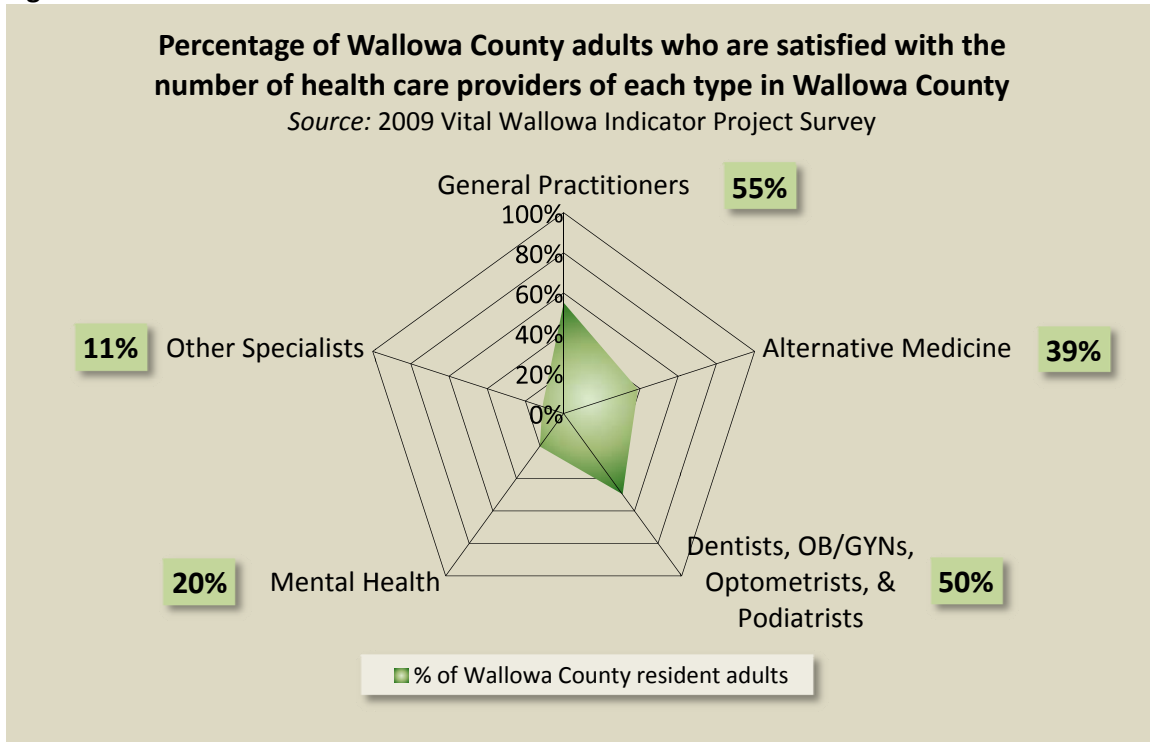 Percentage of Wallowa County adults who are satisfied with the
number of health care providers of each type in Wallowa County
Source: 2009 Vital Wallowa Indicator Project Survey
General Practitioners
55%
100%
80%
60%
40%
20%
0%
11%
Other Specialists
Alternative Medicine
39%
20%
Mental Health
Dentists, OB/GYNs,
Optometrists, &
Podiatrists
50%
% of Wallowa County resident adults